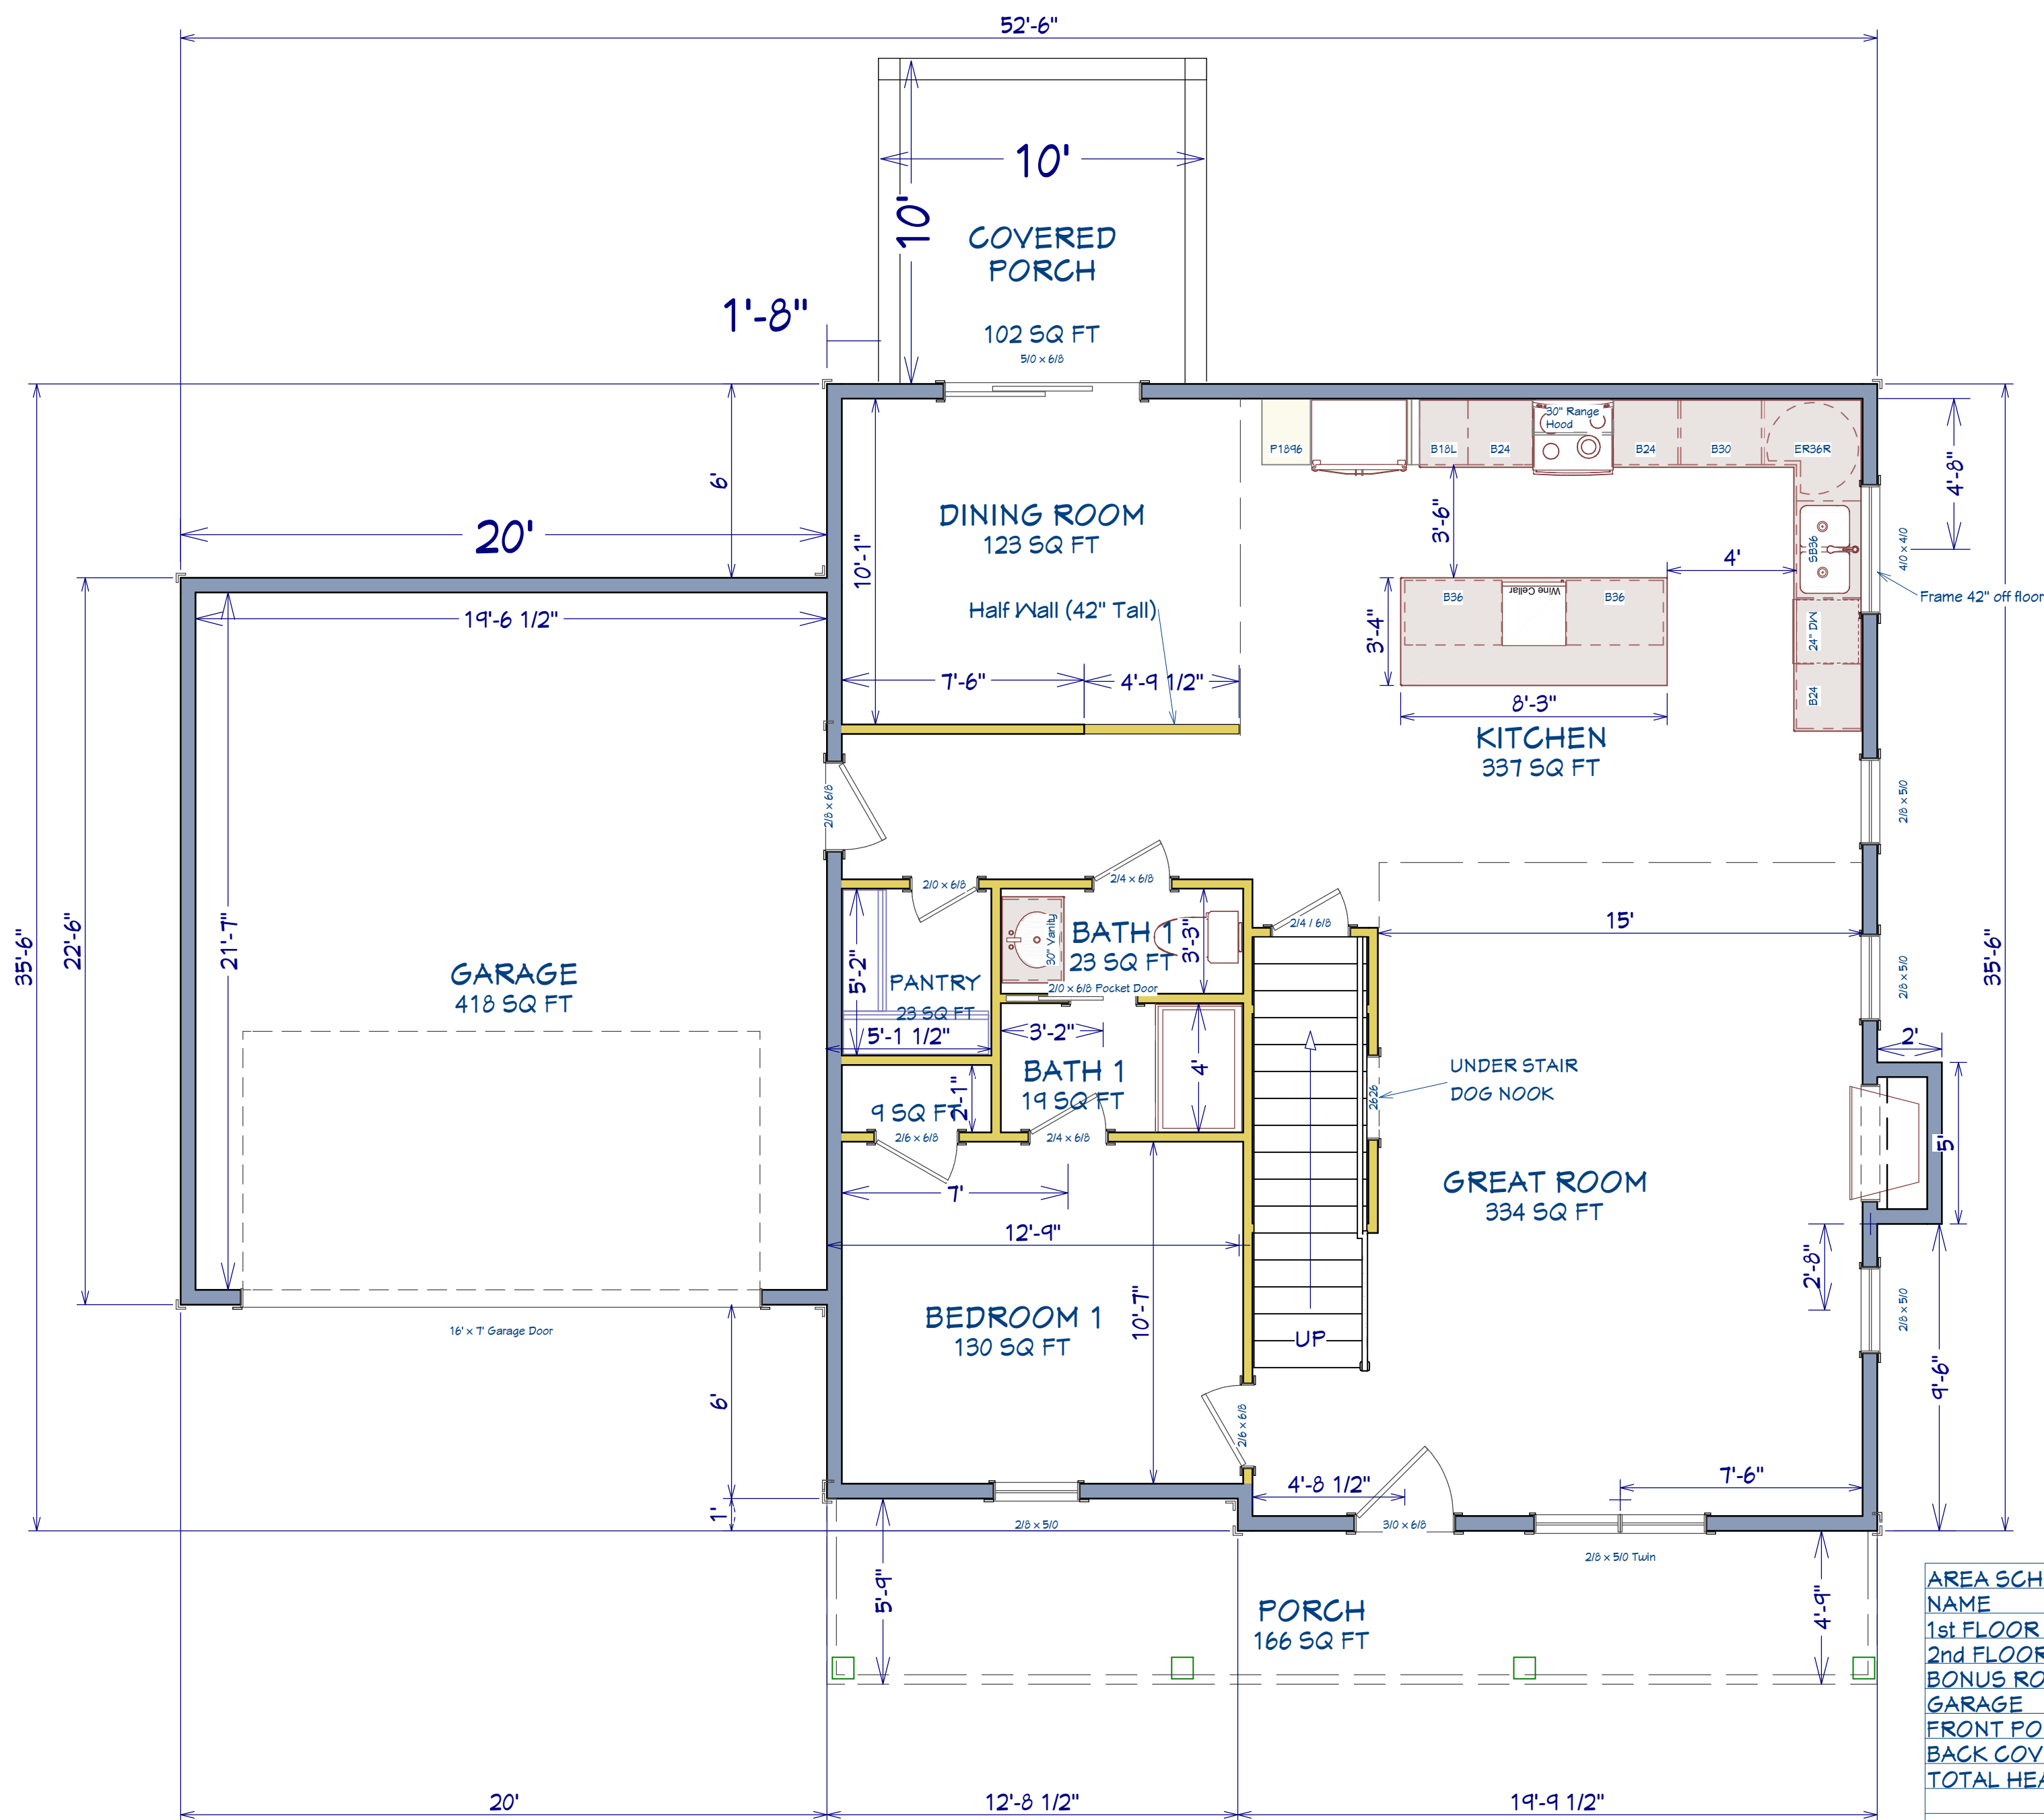 52'-6"
10'
10'
COVERED
PORCH
1'-8"
102 SQ FT
5/0 x 6/8
30" Range
Hood
P1896
B18L
B24
B24
B30
ER36R
4'-8"
6'
20'
DINING ROOM
123 SQ FT
10'-1"
3'-6"
4'
SB36
4/0 x 4/0
Frame 42" off floor
Half Wall (42" Tall)
B36
Wine Cellar
B36
19'-6 1/2"
3'-4"
24" DW
7'-6"
4'-9 1/2"
8'-3"
B24
KITCHEN
337 SQ FT
2/8 x 6/8
2/8 x 5/0
2/0 x 6/8
2/4 x 6/8
2/4 / 6/8
15'
35'-6"
22'-6"
21'-7"
GARAGE
418 SQ FT
5'-2"
PANTRY
23 SQ FT
5'-1 1/2"
30" Vanity
BATH 1
23 SQ FT
3'-3"
2/0 x 6/8 Pocket Door
2/8 x 5/0
35'-6"
3'-2"
4'
BATH 1
19 SQ FT
2'
UNDER STAIR
DOG NOOK
2626
9 SQ FT
2'-1"
2/6 x 6/8
2/4 x 6/8
5'
7'
GREAT ROOM
334 SQ FT
12'-9"
2'-8"
2/8 x 5/0
10'-7"
BEDROOM 1
130 SQ FT
UP
16' x 7' Garage Door
6'
2/6 x 6/8
9'-6"
4'-8 1/2"
7'-6"
1'
2/8 x 5/0
3/0 x 6/8
2/8 x 5/0 Twin
5'-9"
PORCH
166 SQ FT
4'-9"
AREA SCH
NAME
1st FLOOR
2nd FLOOR
BONUS RO
GARAGE
FRONT PO
BACK COV
TOTAL HEA
20'
12'-8 1/2"
19'-9 1/2"